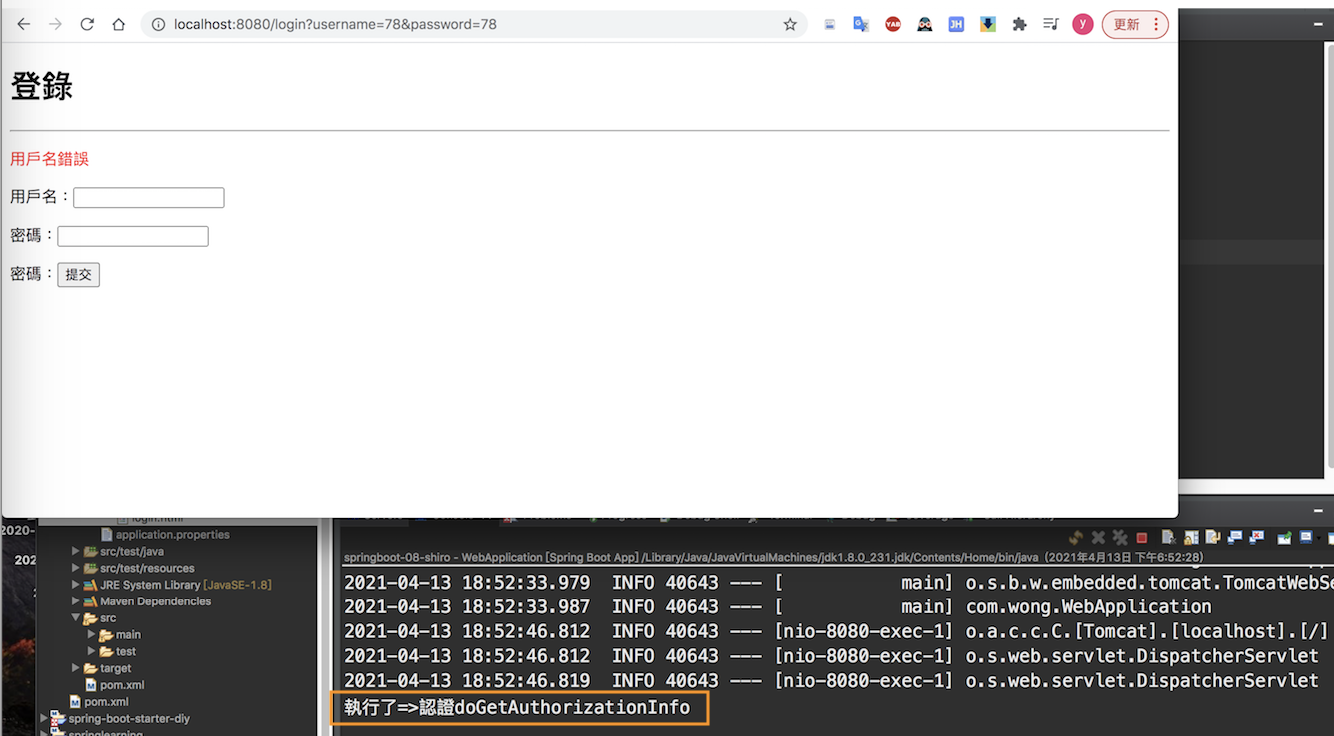 localhost:8080/login?username=78&password=78
YAB
JH
y
更新
登錄
用戶名錯誤
用戶名：
密碼：
密碼： 提交
2020-
202
application.properties
src/test/java
src/test/resources
JRE System Library [JavaSE-1.8]
Maven Dependencies
src
main
test
target
pom.xml
pom.xml
spring-boot-starter-diy
springlearning
springboot-08-shiro - WebApplication [Spring Boot App] /Library/Java/JavaVirtualMachines/jdk1.8.0_231.jdk/Contents/Home/bin/java (2021年4月13日 下午6:52:28)
2021-04-13 18:52:33.979 INFO 40643 --- [ main] o.s.b.w.embedded.tomcat.TomcatWebSe
2021-04-13 18:52:33.987 INFO 40643 --- [ main] com.wong.WebApplication
2021-04-13 18:52:46.812 INFO 40643 --- [nio-8080-exec-1] o.a.c.c.C.[Tomcat].[localhost].[/]
2021-04-13 18:52:46.812 INFO 40643 --- [nio-8080-exec-1] o.s.web.servlet.DispatcherServlet
2021-04-13 18:52:46.819 INFO 40643 --- [nio-8080-exec-1] o.s.web.servlet.DispatcherServlet
執行了=>認證doGetAuthorizationInfo